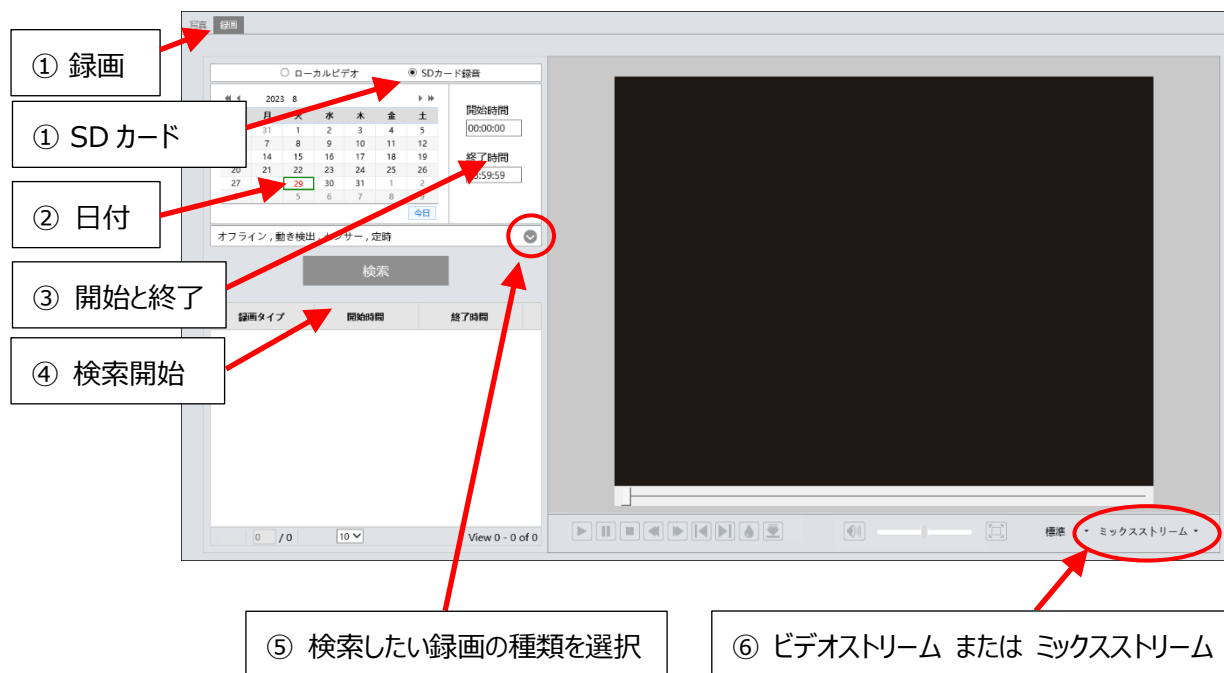 写真 録画
① 録画
○ ローカルビデオ ◉ SDカード録音
2023 8
① SD カード
月 火 水 木 金 土
開始時間
31 1 2 3 4 5
00:00:00
7 8 9 10 11 12
14 15 16 17 18 19
終了時間
20 21 22 23 24 25 26
:59:59
27 29 30 31 1 2
5 6 7 8 9
② 日付
今日
オフライン , 動き検出 , センサー , 定時
検索
③ 開始と終了
録画タイプ 開始時間 終了時間
④ 検索開始
0 / 0 10 View 0 - 0 of 0
標準 ミックスストリーム
⑤ 検索したい録画の種類を選択
⑥ ビデオストリーム または ミックスストリーム